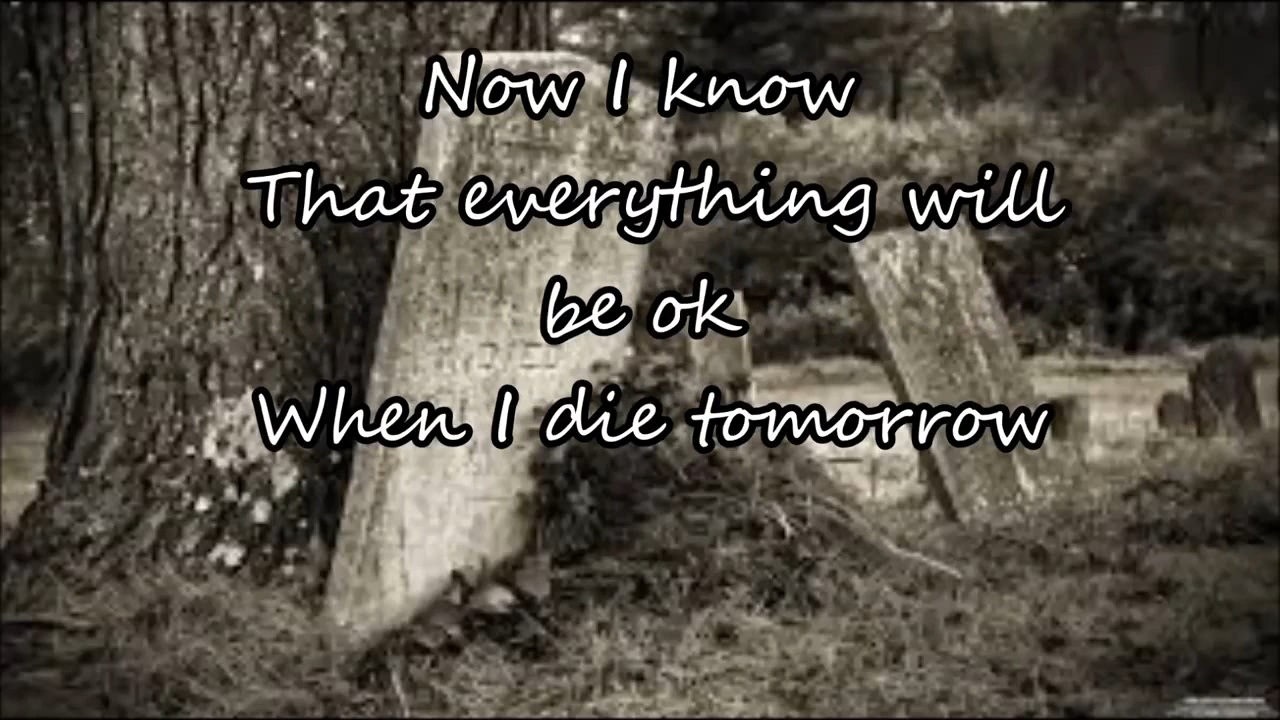 Now I know
That everything will
be ok
When I die tomorrow